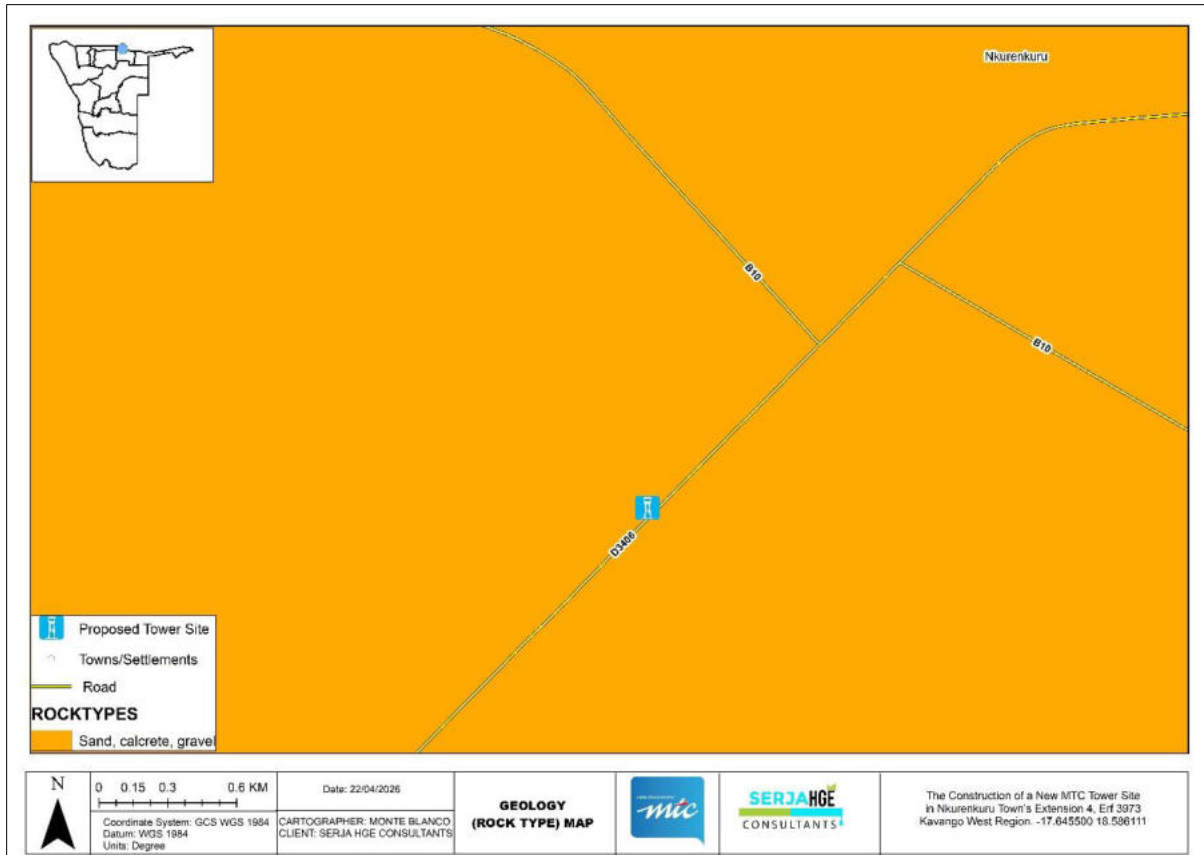 Nkurenkuru
B10
B10
D3406
Proposed Tower Site
Towns/Settlements
Road
ROCKTYPES
Sand, calcrete, gravel
N
0 0.15 0.3 0.6 KM
Coordinate System: GCS WGS 1984
Datum: WGS 1984
Units: Degree
Date: 22/04/2026
CARTOGRAPHER: MONTE BLANCO
CLIENT: SERJA HGE CONSULTANTS
GEOLOGY
(ROCK TYPE) MAP
mtc
SERJA HGE
CONSULTANTS
The Construction of a New MTC Tower Site
in Nkurenkuru Town's Extension 4, Erf 3973
Kavango West Region. -17.645500 18.586111